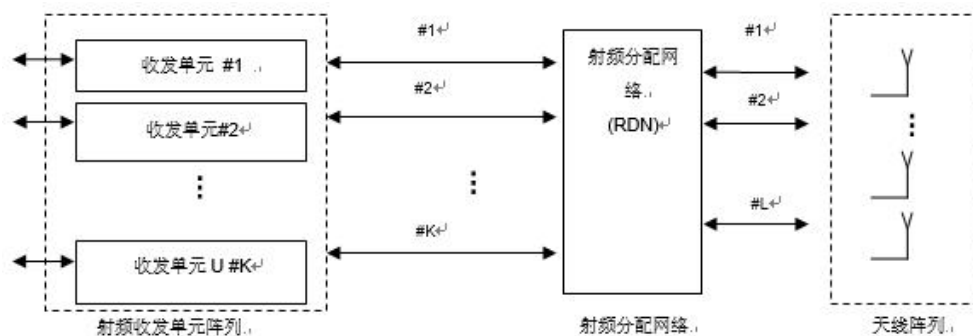 收发单元 #1
收发单元#2
⋮
收发单元 U #K
射频收发单元阵列
#1
#2
⋮
#K
射频分配网
络
(RDN)
射频分配网络
#1
#2
#L
⋮
天线阵列